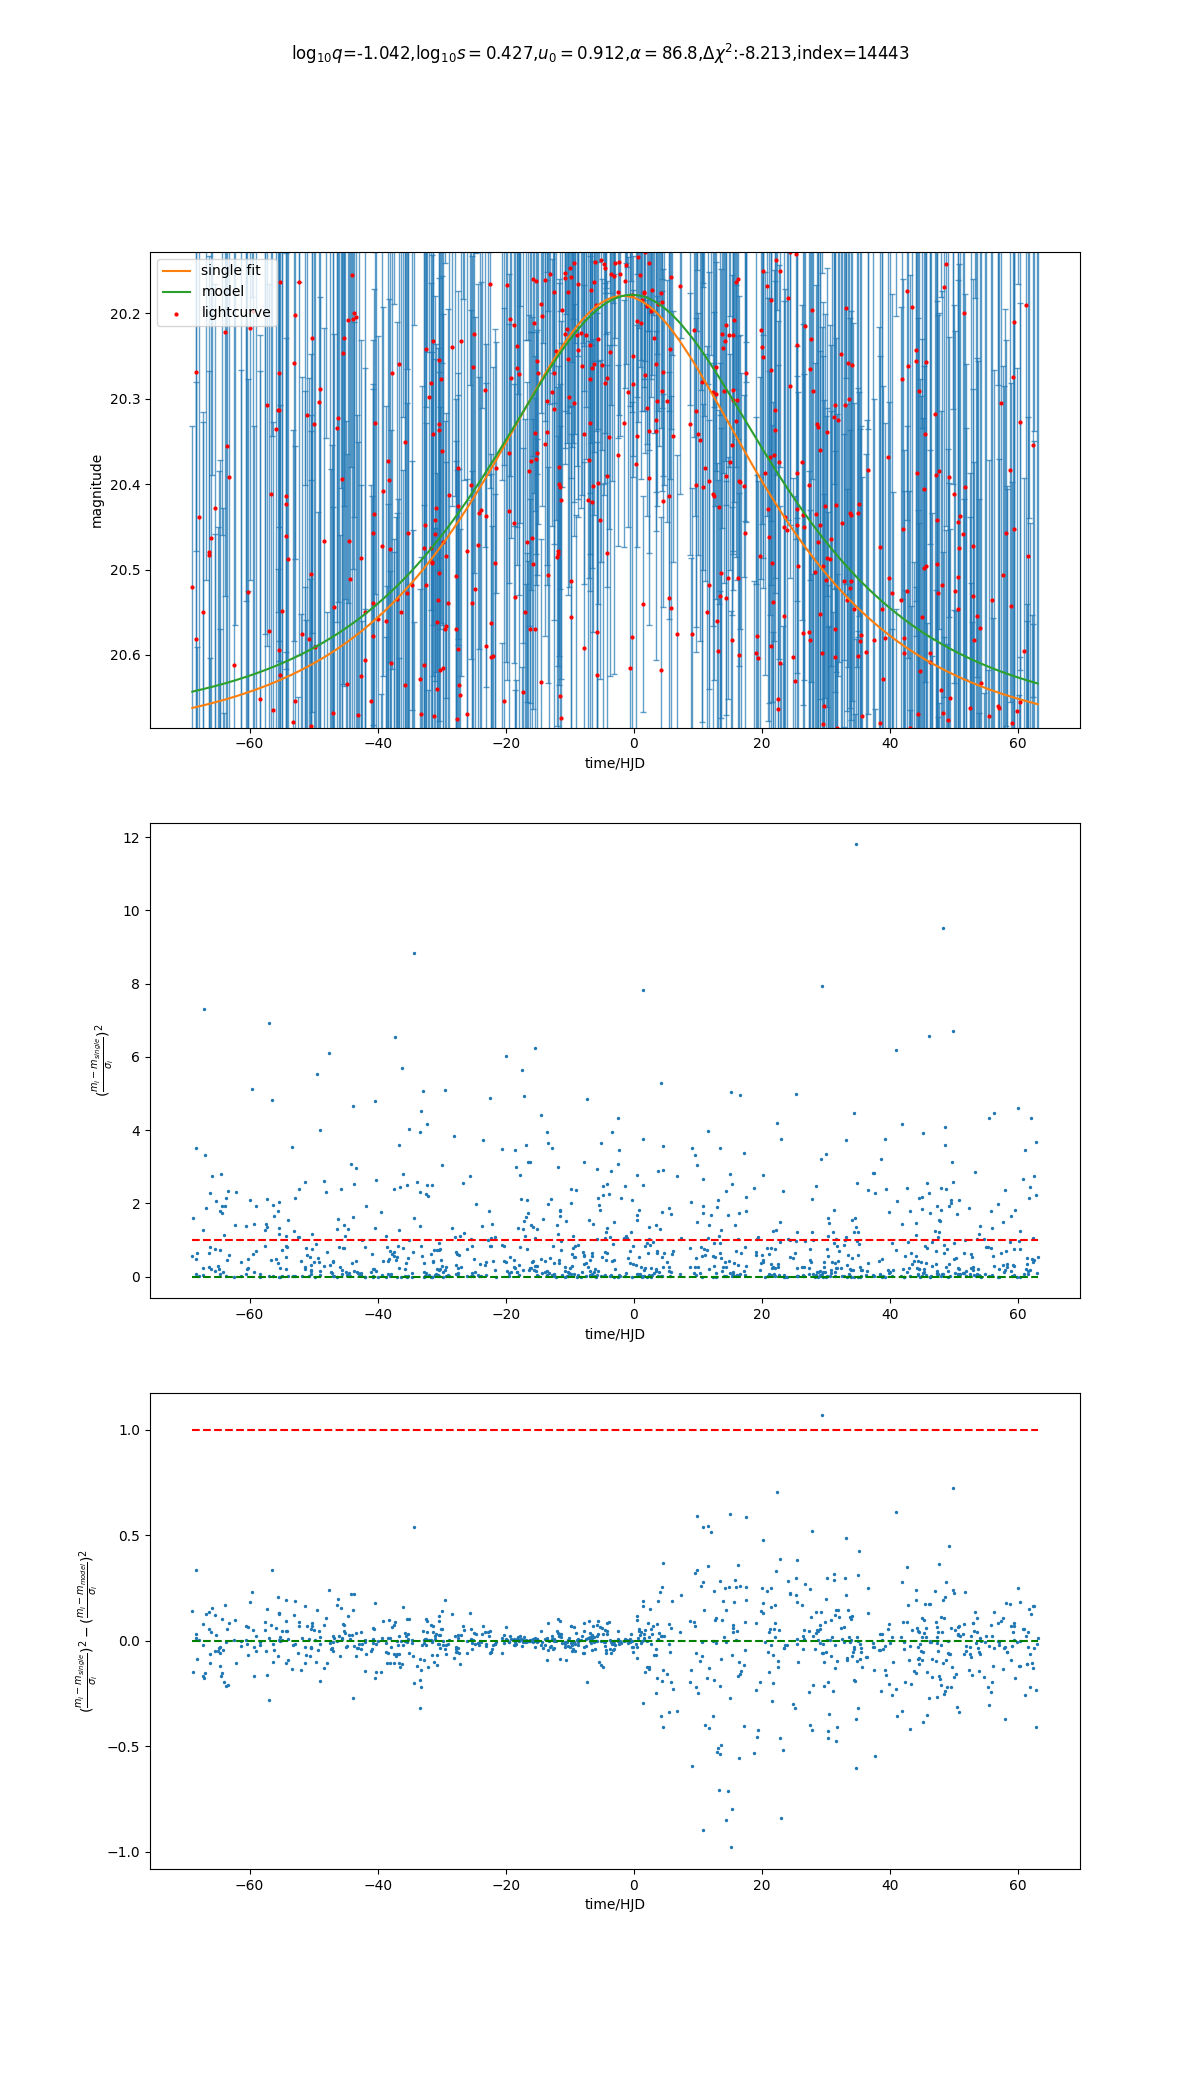 log₁₀q=-1.042,log₁₀s = 0.427,u₀ = 0.912,α = 86.8,Δχ²:-8.213,index=14443
single fit
model
lightcurve
magnitude
20.2
20.3
20.4
20.5
20.6
−60 −40 −20 0 20 40 60
time/HJD
12
10
8
6
4
2
0
((mᵢ − m_single)/σᵢ)²
−60 −40 −20 0 20 40 60
time/HJD
1.0
0.5
0.0
−0.5
−1.0
((mᵢ − m_single)/σᵢ)² − ((mᵢ − m_model)/σᵢ)²
−60 −40 −20 0 20 40 60
time/HJD